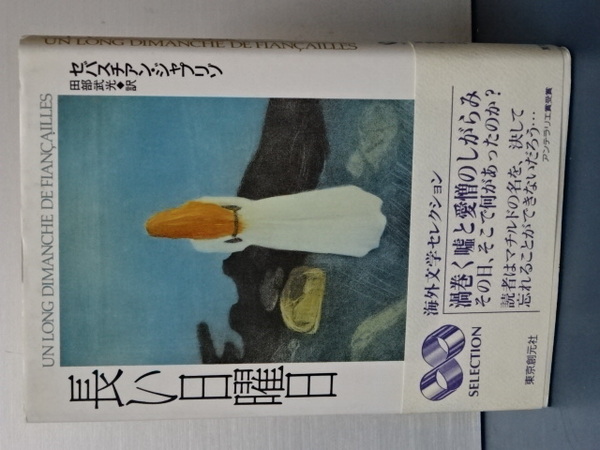 UN LONG DIMANCHE DE FIANÇAILLES
UN LONG DIMANCHE DE FIANÇAILLES
セバスチアン・ジャプリゾ
田部武光◆訳
長い日曜日
海外文学セレクション
渦巻く嘘と愛憎のしがらみ
その日、そこで何があったのか?
読者はマチルドの名を、決して
忘れることができないだろう…
アンテラリエ賞受賞
SELECTION
東京創元社